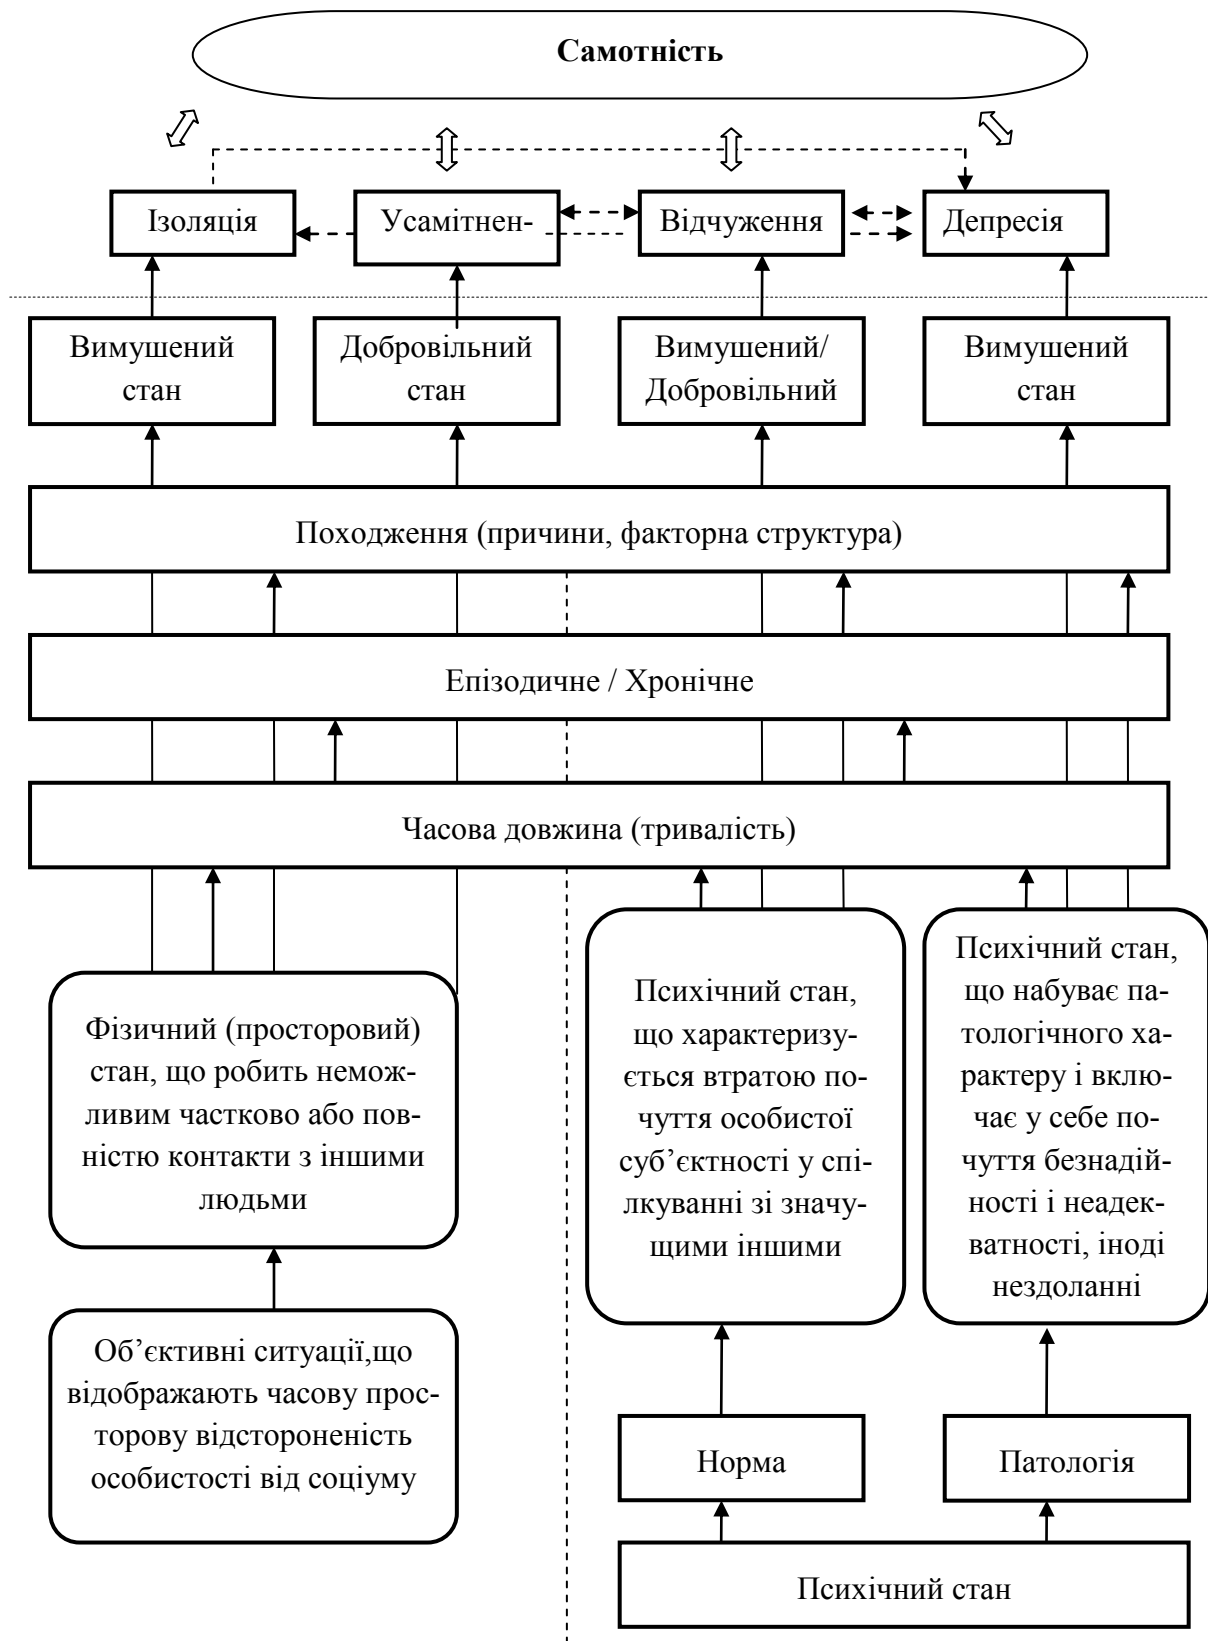 Самотність
Ізоляція
Усамітнен-
Відчуження
Депресія
Вимушений
стан
Добровільний
стан
Вимушений/
Добровільний
Вимушений
стан
Походження (причини, факторна структура)
Епізодичне / Хронічне
Часова довжина (тривалість)
Фізичний (просторовий)
стан, що робить немож-
ливим частково або пов-
ністю контакти з іншими
людьми
Психічний стан,
що характеризу-
ється втратою по-
чуття особистої
суб’єктності у спі-
лкуванні зі значу-
щими іншими
Психічний стан,
що набуває па-
тологічного ха-
рактеру і вклю-
чає у себе по-
чуття безнадій-
ності і неадек-
ватності, іноді
нездоланні
Об’єктивні ситуації,що
відображають часову прос-
торову відстороненість
особистості від соціуму
Норма
Патологія
Психічний стан